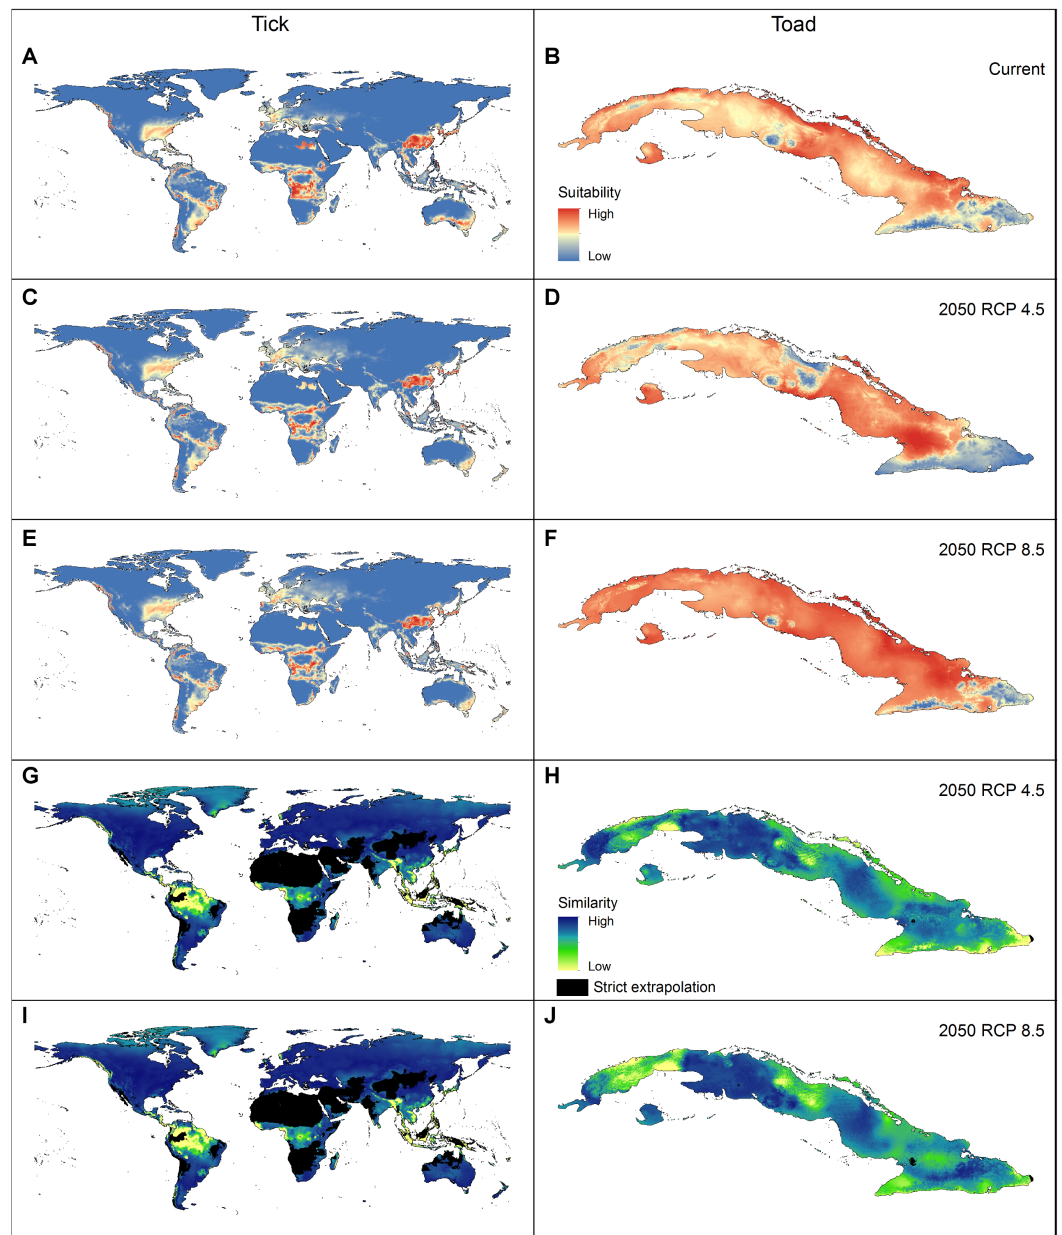 Tick
Toad
A
B
Current
Suitability
High
Low
C
D
2050 RCP 4.5
E
F
2050 RCP 8.5
G
H
2050 RCP 4.5
Similarity
High
Low
Strict extrapolation
I
J
2050 RCP 8.5